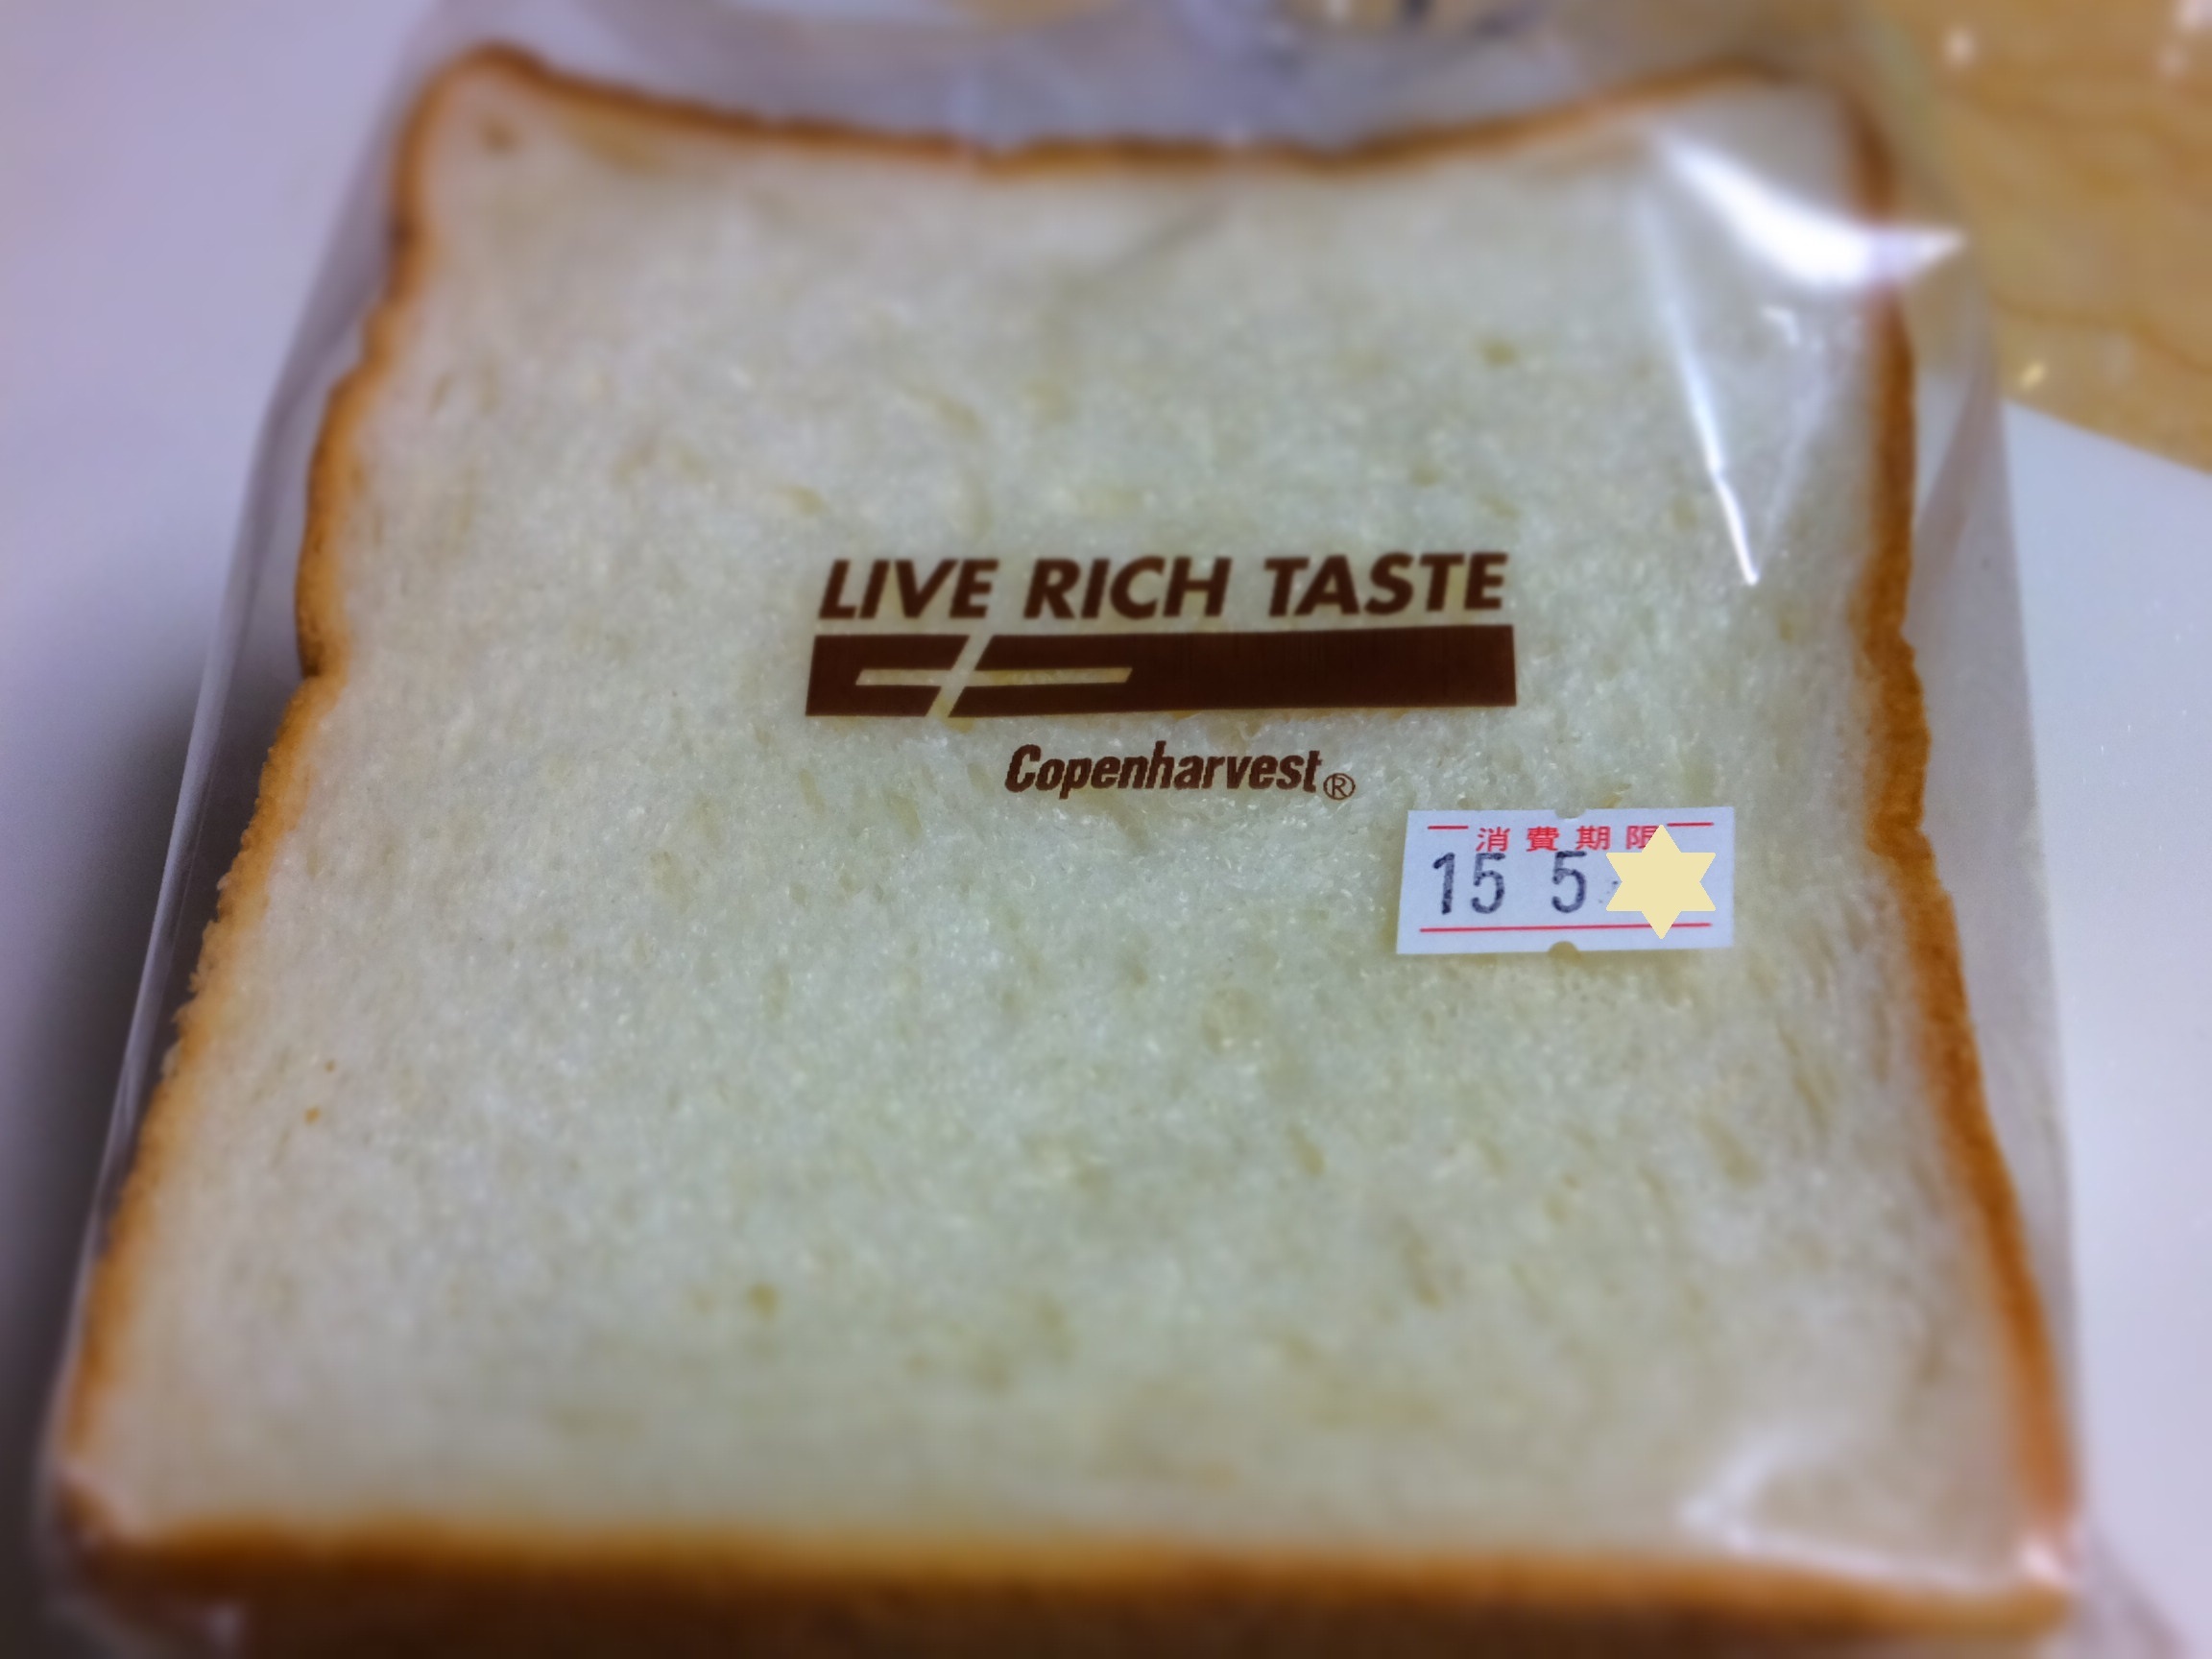 LIVE RICH TASTE
Copenharvest®
消費期限
15 5